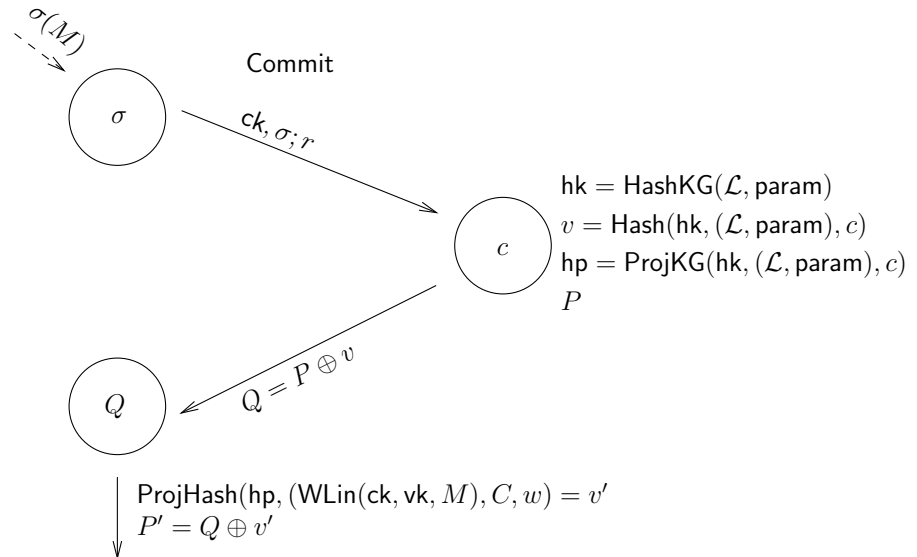 σ(M)
Commit
σ
ck, σ; r
hk = HashKG(ℒ, param)
v = Hash(hk, (ℒ, param), c)
c
hp = ProjKG(hk, (ℒ, param), c)
P
Q = P ⊕ v
Q
ProjHash(hp, (WLin(ck, vk, M), C, w) = v′
P′ = Q ⊕ v′